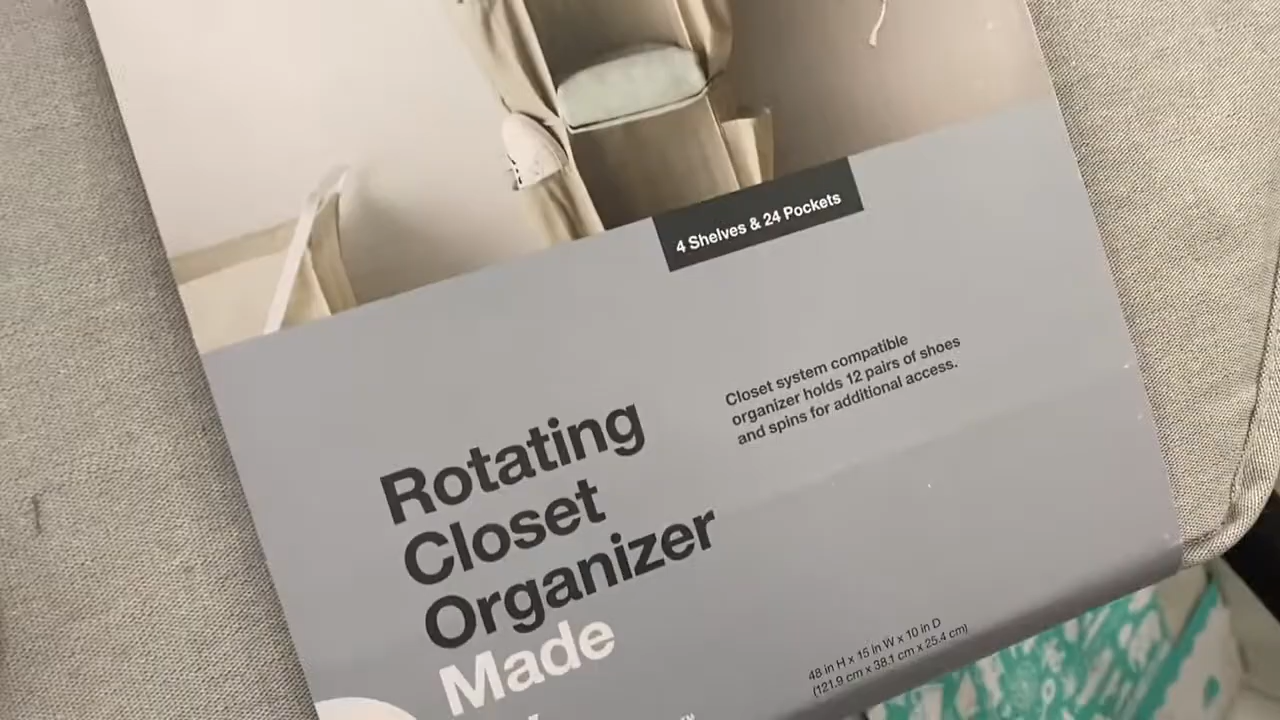 4 Shelves & 24 Pockets
Closet system compatible
organizer holds 12 pairs of shoes
and spins for additional access.
Rotating
Closet
Organizer
Made
48 in H x 15 in W x 10 in D
(121.9 cm x 38.1 cm x 25.4 cm)